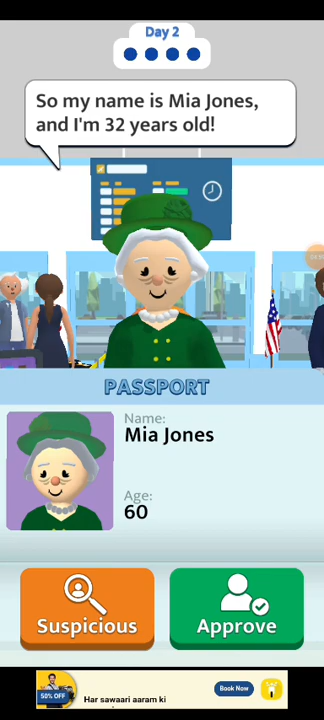 Day 2
So my name is Mia Jones,
and I'm 32 years old!
PASSPORT
Name:
Mia Jones
Age:
60
Suspicious
Approve
50% OFF
Har sawaari aaram ki
Book Now